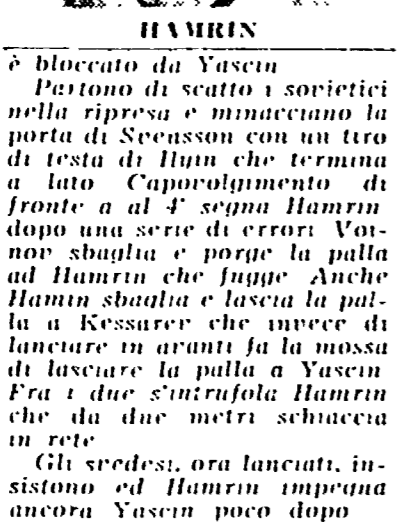 HAMRIN
è bloccato da Yascin
Partono di scatto i sovietici
nella ripresa e minacciano la
porta di Svensson con un tiro
di testa di Ilyin che termina
a lato Capovolgimento di
fronte a al 4' segna Hamrin
dopo una serie di errori Voi-
nov sbaglia e porge la palla
ad Hamrin che fugge Anche
Hamin sbaglia e lascia la pal-
la a Kessarev che invece di
lanciare in avanti fa la mossa
di lasciare la palla a Yascin
Fra i due s'intrufola Hamrin
che da due metri schiaccia
in rete
Gli svedesi, ora lanciati, in-
sistono ed Hamrin impegna
ancora Yascin poco dopo